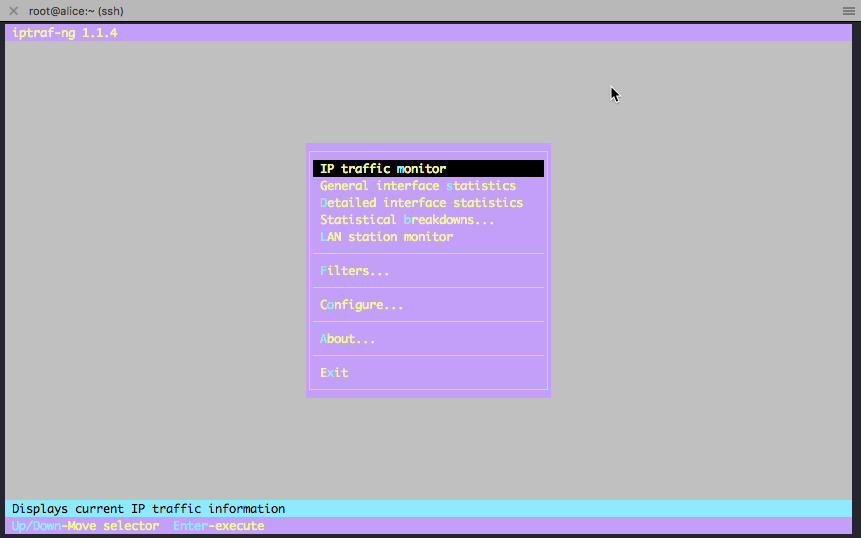 root@alice:~ (ssh)
iptraf-ng 1.1.4
IP traffic monitor
General interface statistics
Detailed interface statistics
Statistical breakdowns...
LAN station monitor
Filters...
Configure...
About...
Exit
Displays current IP traffic information
Up/Down-Move selector  Enter-execute